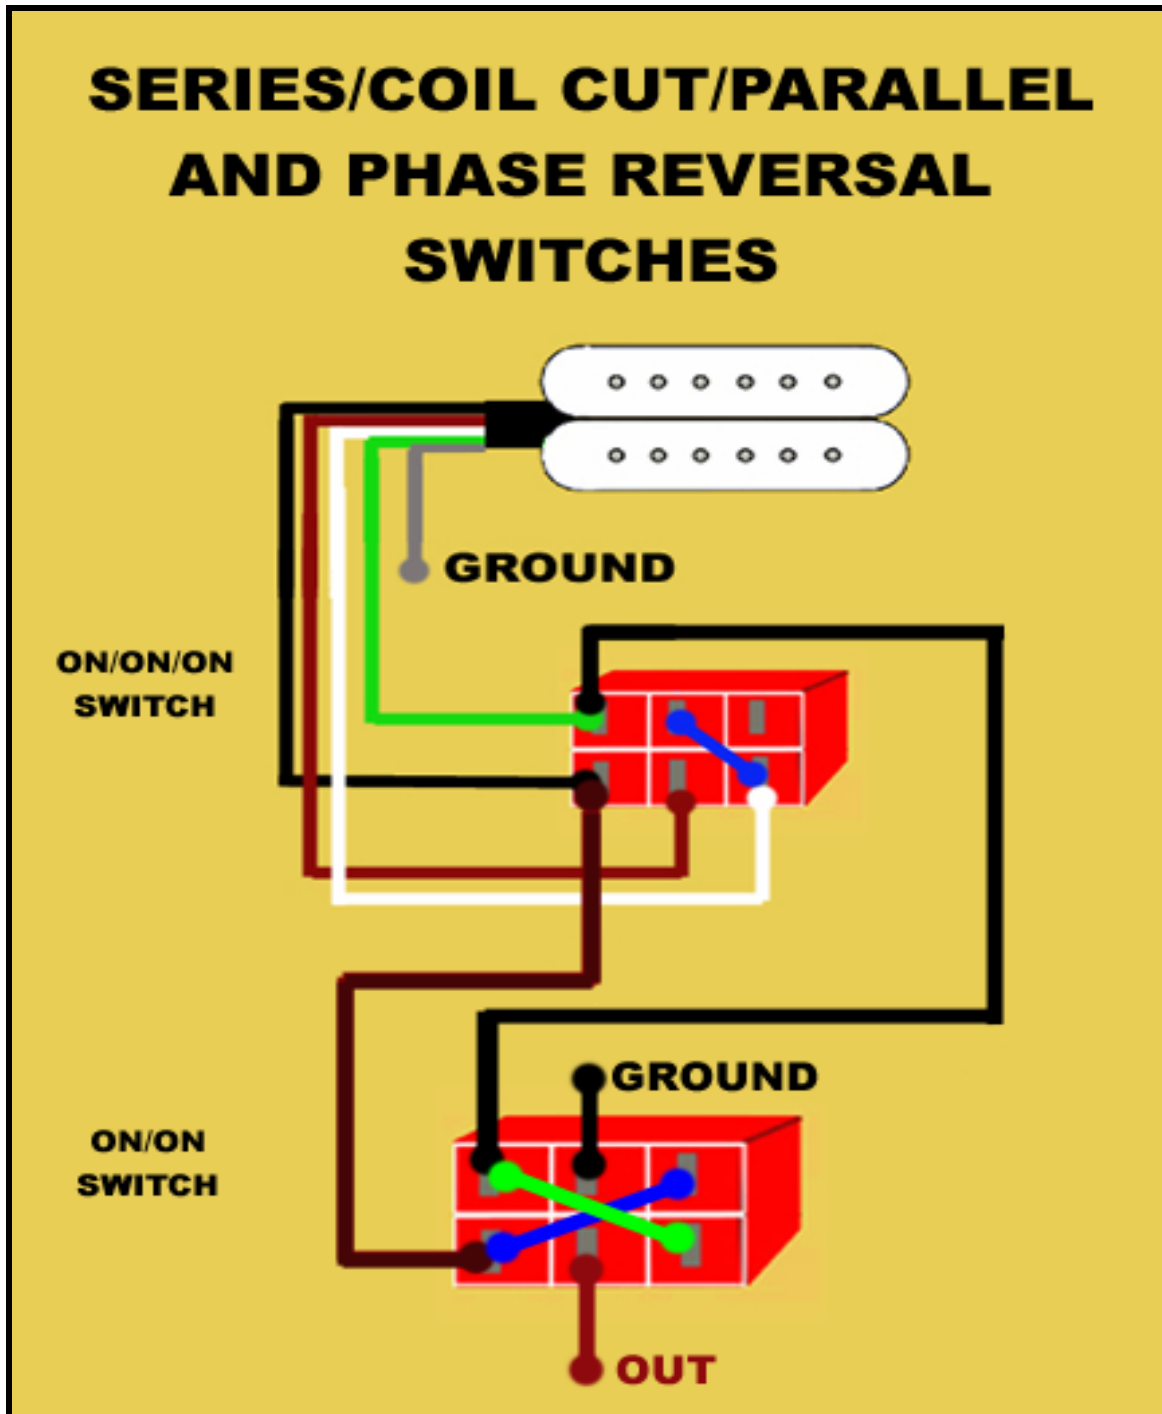 SERIES/COIL CUT/PARALLEL
AND PHASE REVERSAL
SWITCHES
GROUND
ON/ON/ON
SWITCH
GROUND
ON/ON
SWITCH
OUT